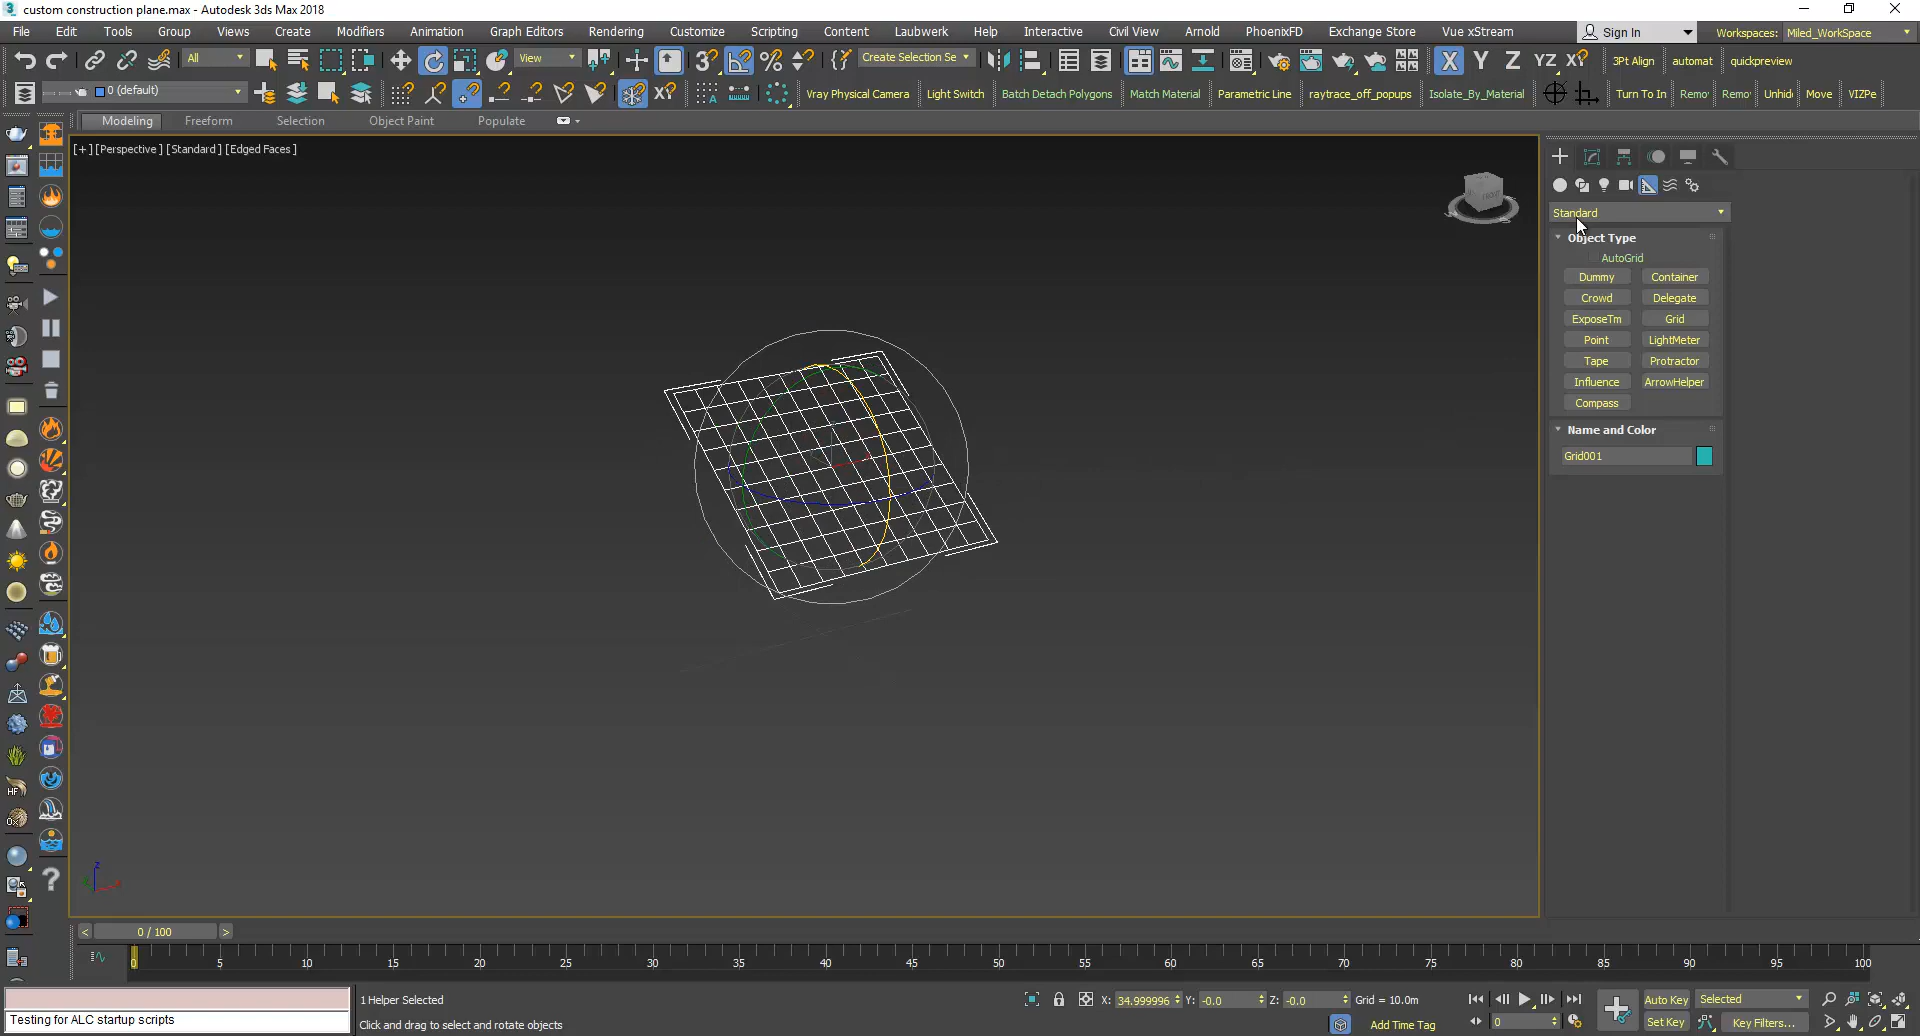 custom construction plane.max - Autodesk 3ds Max 2018
File Edit Tools Group Views Create Modifiers Animation Graph Editors Rendering Customize Scripting Content Laubwerk Help Interactive Civil View Arnold PhoenixFD Exchange Store Vue xStream Sign In Workspaces: Miled_WorkSpace
All View Create Selection Se X Y Z YZ 3Pt Align automat quickpreview
0 (default) Vray Physical Camera Light Switch Batch Detach Polygons Match Material Parametric Line raytrace_off_popups Isolate_By_Material Turn To In Remo Remo Unhid Move VIZPe
Modeling Freeform Selection Object Paint Populate
[+] [Perspective ] [Standard ] [Edged Faces ]
FRONT
Standard
Object Type
AutoGrid
Dummy Container
Crowd Delegate
ExposeTm Grid
Point LightMeter
Tape Protractor
Influence ArrowHelper
Compass
Name and Color
Grid001
z
x
< 0 / 100 >
0 5 10 15 20 25 30 35 40 45 50 55 60 65 70 75 80 85 90 95 100
1 Helper Selected X: 34.999996 Y: -0.0 Z: -0.0 Grid = 10.0m Auto Key Selected
Testing for ALC startup scripts Click and drag to select and rotate objects Add Time Tag 0 Set Key Key Filters...